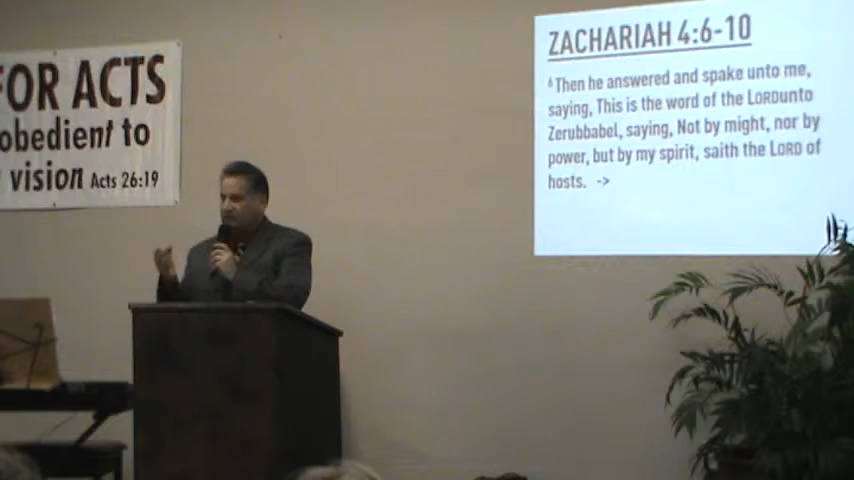 FOR ACTS
obedient to
vision Acts 26:19
ZACHARIAH 4:6-10
6 Then he answered and spake unto me,
saying, This is the word of the LORDunto
Zerubbabel, saying, Not by might, nor by
power, but by my spirit, saith the LORD of
hosts. ->